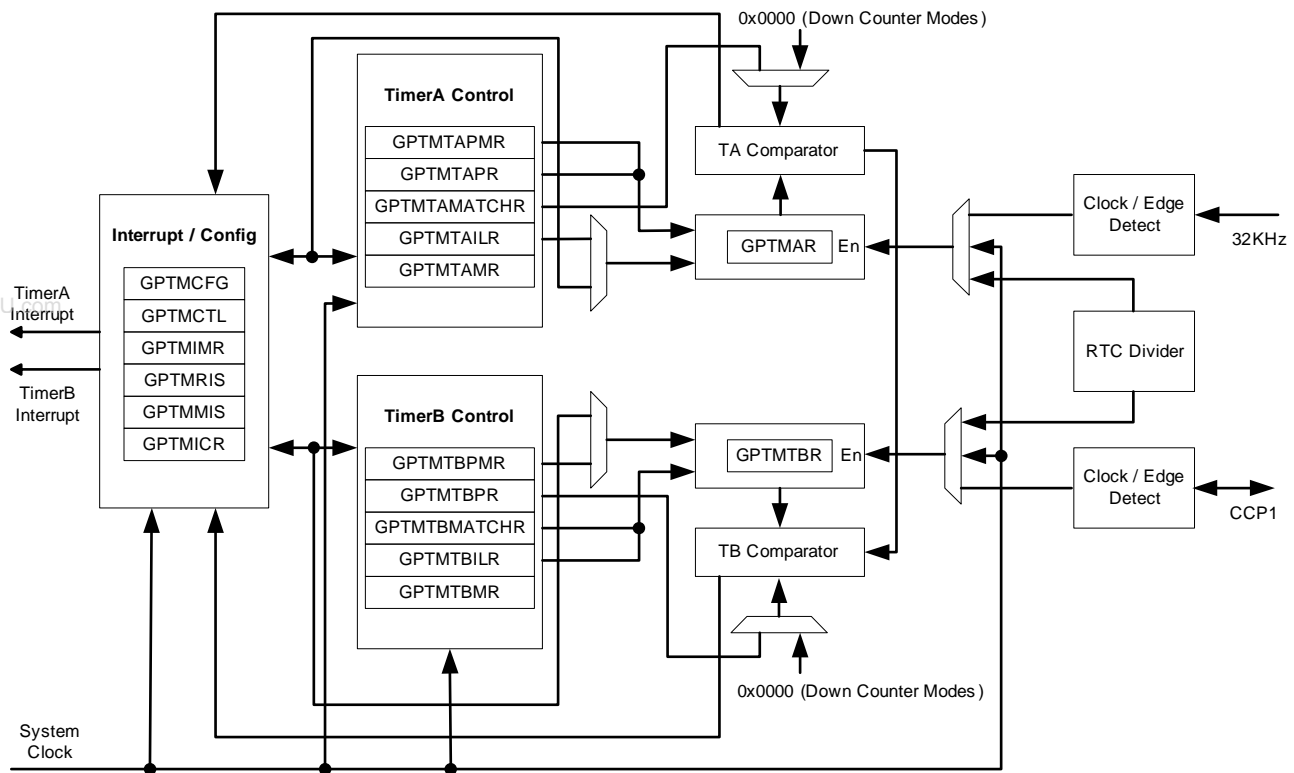 0x0000 (Down Counter Modes)
TimerA Control
GPTMTAPMR
GPTMTAPR
GPTMTAMATCHR
GPTMTAILR
GPTMTAMR
TA Comparator
GPTMAR
En
Clock / Edge
Detect
32KHz
Interrupt / Config
GPTMCFG
GPTMCTL
GPTMIMR
GPTMRIS
GPTMMIS
GPTMICR
TimerA
Interrupt
TimerB
Interrupt
RTC Divider
TimerB Control
GPTMTBPMR
GPTMTBPR
GPTMTBMATCHR
GPTMTBILR
GPTMTBMR
GPTMTBR
En
TB Comparator
Clock / Edge
Detect
CCP1
0x0000 (Down Counter Modes)
System
Clock